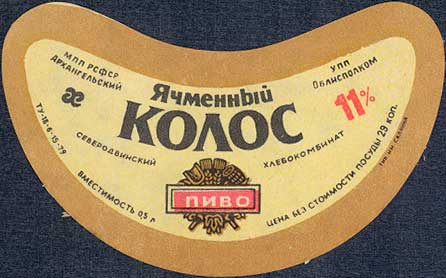 МПП РСФСР
АРХАНГЕЛЬСКИЙ
УПП
ОБЛИСПОЛКОМ
Ячменный
КОЛОС
11%
СЕВЕРОДВИНСКИЙ
ХЛЕБОКОМБИНАТ
ТУ-18-6-15-79
ВМЕСТИМОСТЬ 0,5 л
ПИВО
ЦЕНА БЕЗ СТОИМОСТИ ПОСУДЫ 29 КОП.